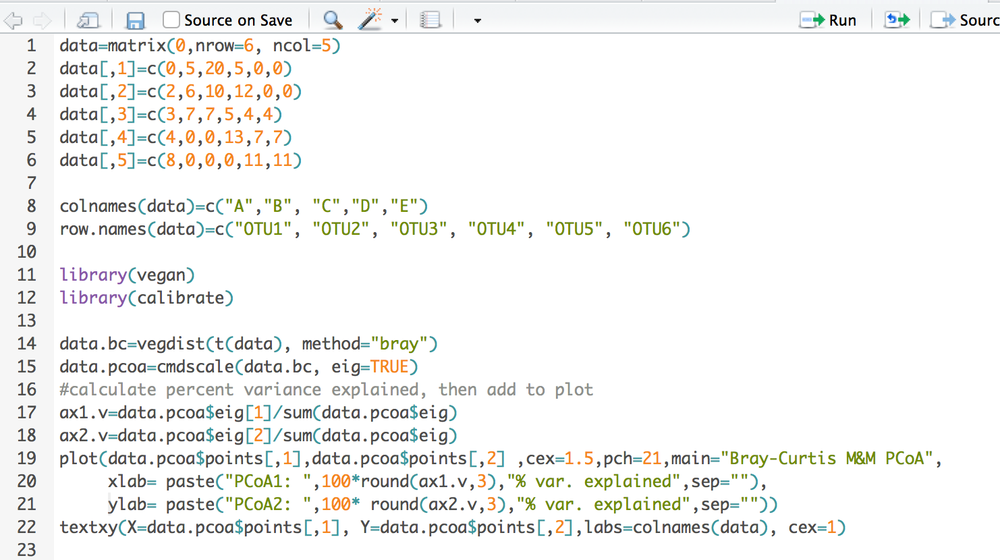 Source on Save Run Sourc
1 data=matrix(0,nrow=6, ncol=5)
2 data[,1]=c(0,5,20,5,0,0)
3 data[,2]=c(2,6,10,12,0,0)
4 data[,3]=c(3,7,7,5,4,4)
5 data[,4]=c(4,0,0,13,7,7)
6 data[,5]=c(8,0,0,0,11,11)
7
8 colnames(data)=c("A","B", "C","D","E")
9 row.names(data)=c("OTU1", "OTU2", "OTU3", "OTU4", "OTU5", "OTU6")
10
11 library(vegan)
12 library(calibrate)
13
14 data.bc=vegdist(t(data), method="bray")
15 data.pcoa=cmdscale(data.bc, eig=TRUE)
16 #calculate percent variance explained, then add to plot
17 ax1.v=data.pcoa$eig[1]/sum(data.pcoa$eig)
18 ax2.v=data.pcoa$eig[2]/sum(data.pcoa$eig)
19 plot(data.pcoa$points[,1],data.pcoa$points[,2] ,cex=1.5,pch=21,main="Bray-Curtis M&M PCoA",
20 xlab= paste("PCoA1: ",100*round(ax1.v,3),"% var. explained",sep=""),
21 ylab= paste("PCoA2: ",100* round(ax2.v,3),"% var. explained",sep=""))
22 textxy(X=data.pcoa$points[,1], Y=data.pcoa$points[,2],labs=colnames(data), cex=1)
23